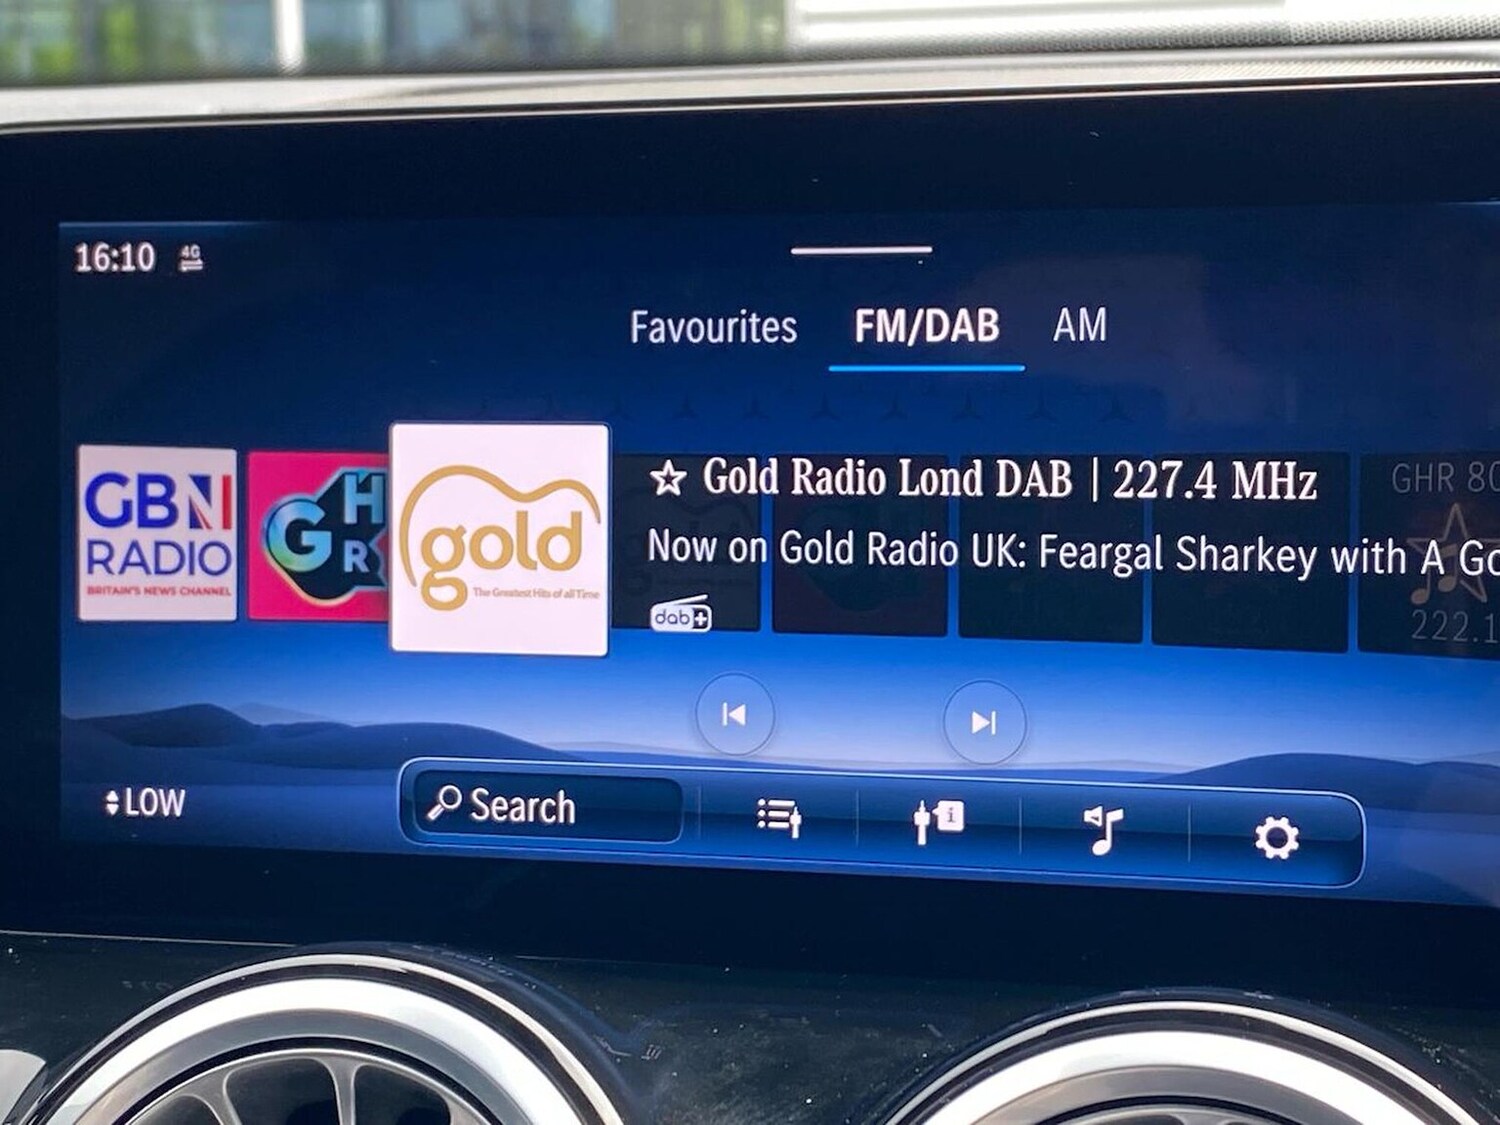 16:10 4G
Favourites FM/DAB AM
GBN
RADIO
BRITAIN'S NEWS CHANNEL
GHR
gold
The Greatest Hits of all Time
☆ Gold Radio Lond DAB | 227.4 MHz
Now on Gold Radio UK: Feargal Sharkey with A Go
dab+
GHR 80
222.1
LOW
Search
i